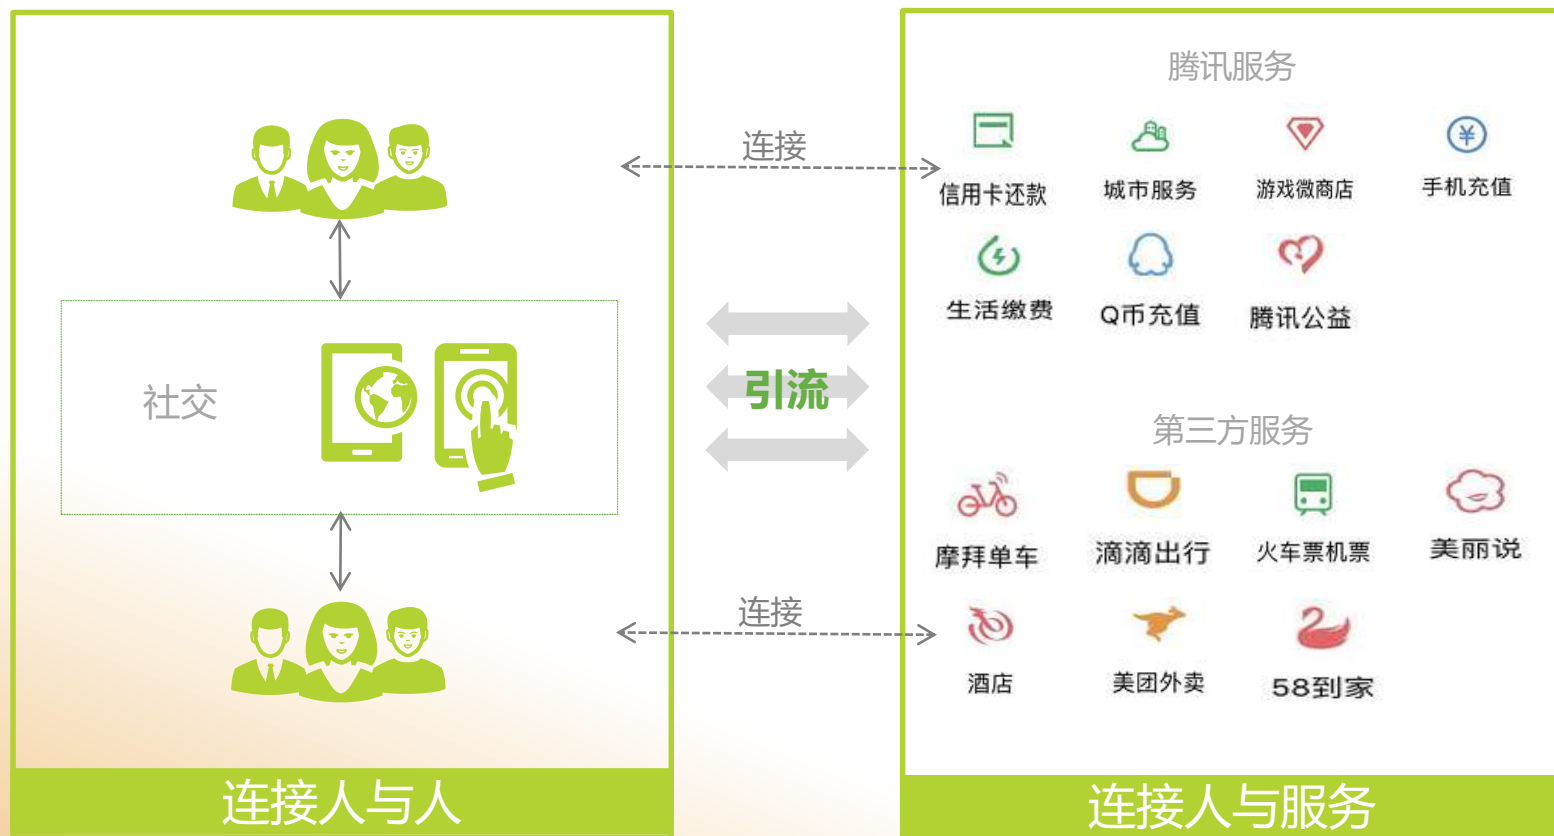 社交
连接人与人
连接
引流
连接
腾讯服务
信用卡还款
城市服务
游戏微商店
手机充值
生活缴费
Q币充值
腾讯公益
第三方服务
摩拜单车
滴滴出行
火车票机票
美丽说
酒店
美团外卖
58到家
连接人与服务